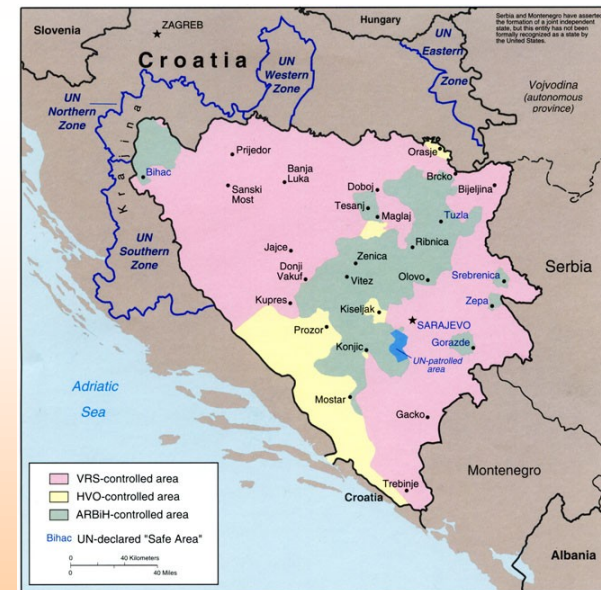 Serbia and Montenegro have asserted
the formation of a joint independent
state, but this entity has not been
formally recognized as a state by
the United States.
Slovenia
ZAGREB
Hungary
Croatia
UN
Western
Zone
UN
Eastern
Zone
Vojvodina
(autonomous
province)
UN
Northern
Zone
Krajina
Prijedor
Orasje
Bihac
Banja
Luka
Brcko
Sanski
Most
Doboj
Bijeljina
Tesanj
Maglaj
Tuzla
UN
Southern
Zone
Jajce
Ribnica
Zenica
Serbia
Donji
Vakuf
Vitez
Olovo
Srebrenica
Kupres
Zepa
Kiseljak
SARAJEVO
Prozor
Konjic
Gorazde
UN-patrolled
area
Adriatic
Sea
Mostar
Gacko
Montenegro
VRS-controlled area
HVO-controlled area
ARBiH-controlled area
Bihac UN-declared "Safe Area"
0 40 Kilometers
0 40 Miles
Trebinje
Croatia
Albania